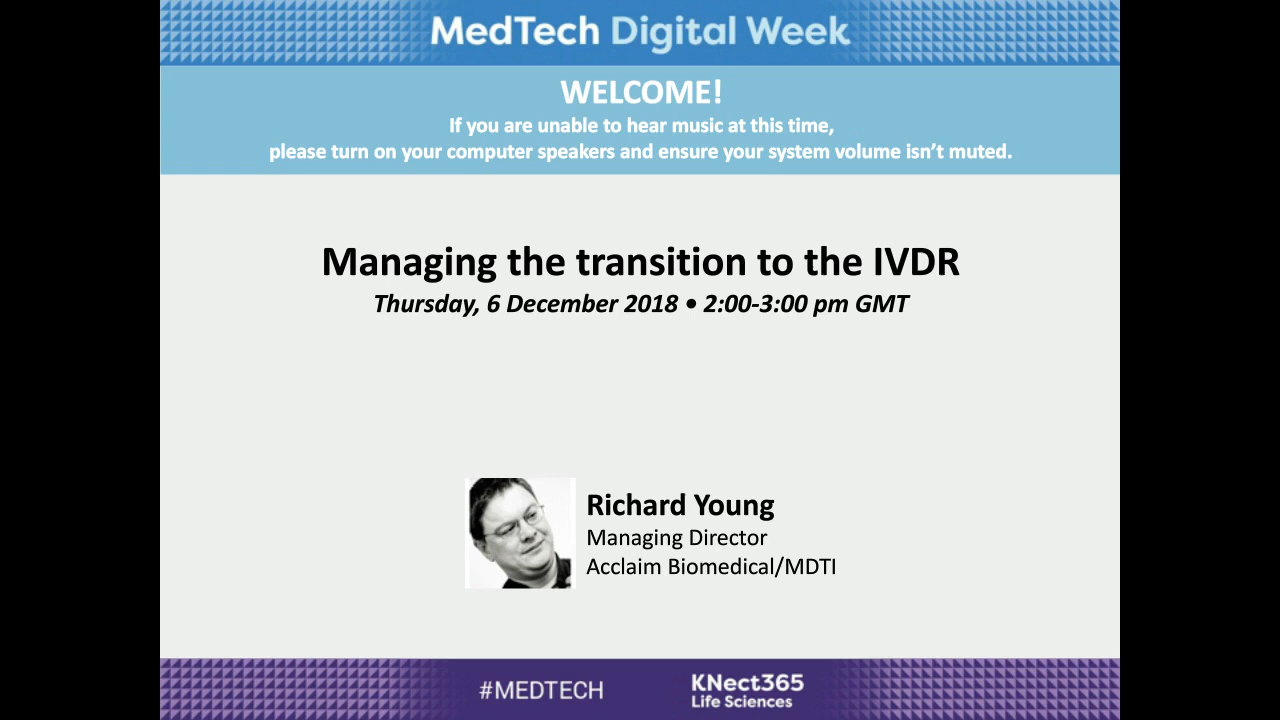 MedTech Digital Week
WELCOME!
If you are unable to hear music at this time,
please turn on your computer speakers and ensure your system volume isn't muted.
Managing the transition to the IVDR
Thursday, 6 December 2018 • 2:00-3:00 pm GMT
Richard Young
Managing Director
Acclaim Biomedical/MDTI
#MEDTECH
KNect365
Life Sciences